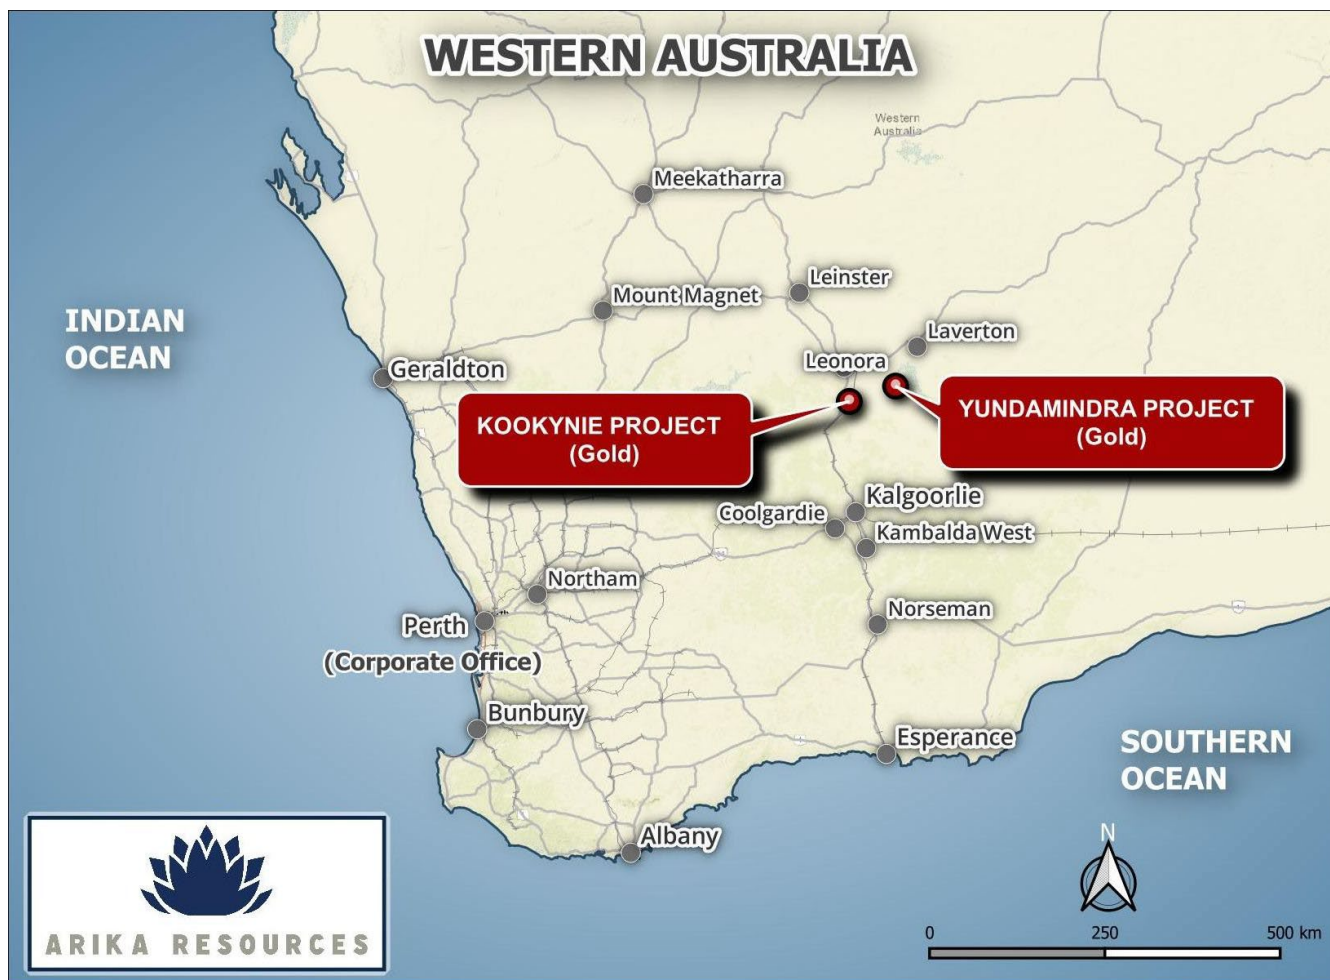 WESTERN AUSTRALIA
Western
Australia
Meekatharra
Leinster
Mount Magnet
INDIAN
OCEAN
Laverton
Leonora
Geraldton
KOOKYNIE PROJECT
(Gold)
YUNDAMINDRA PROJECT
(Gold)
Kalgoorlie
Coolgardie
Kambalda West
Northam
Norseman
Perth
(Corporate Office)
Bunbury
Esperance
SOUTHERN
OCEAN
Albany
N
0 250 500 km
ARIKA RESOURCES